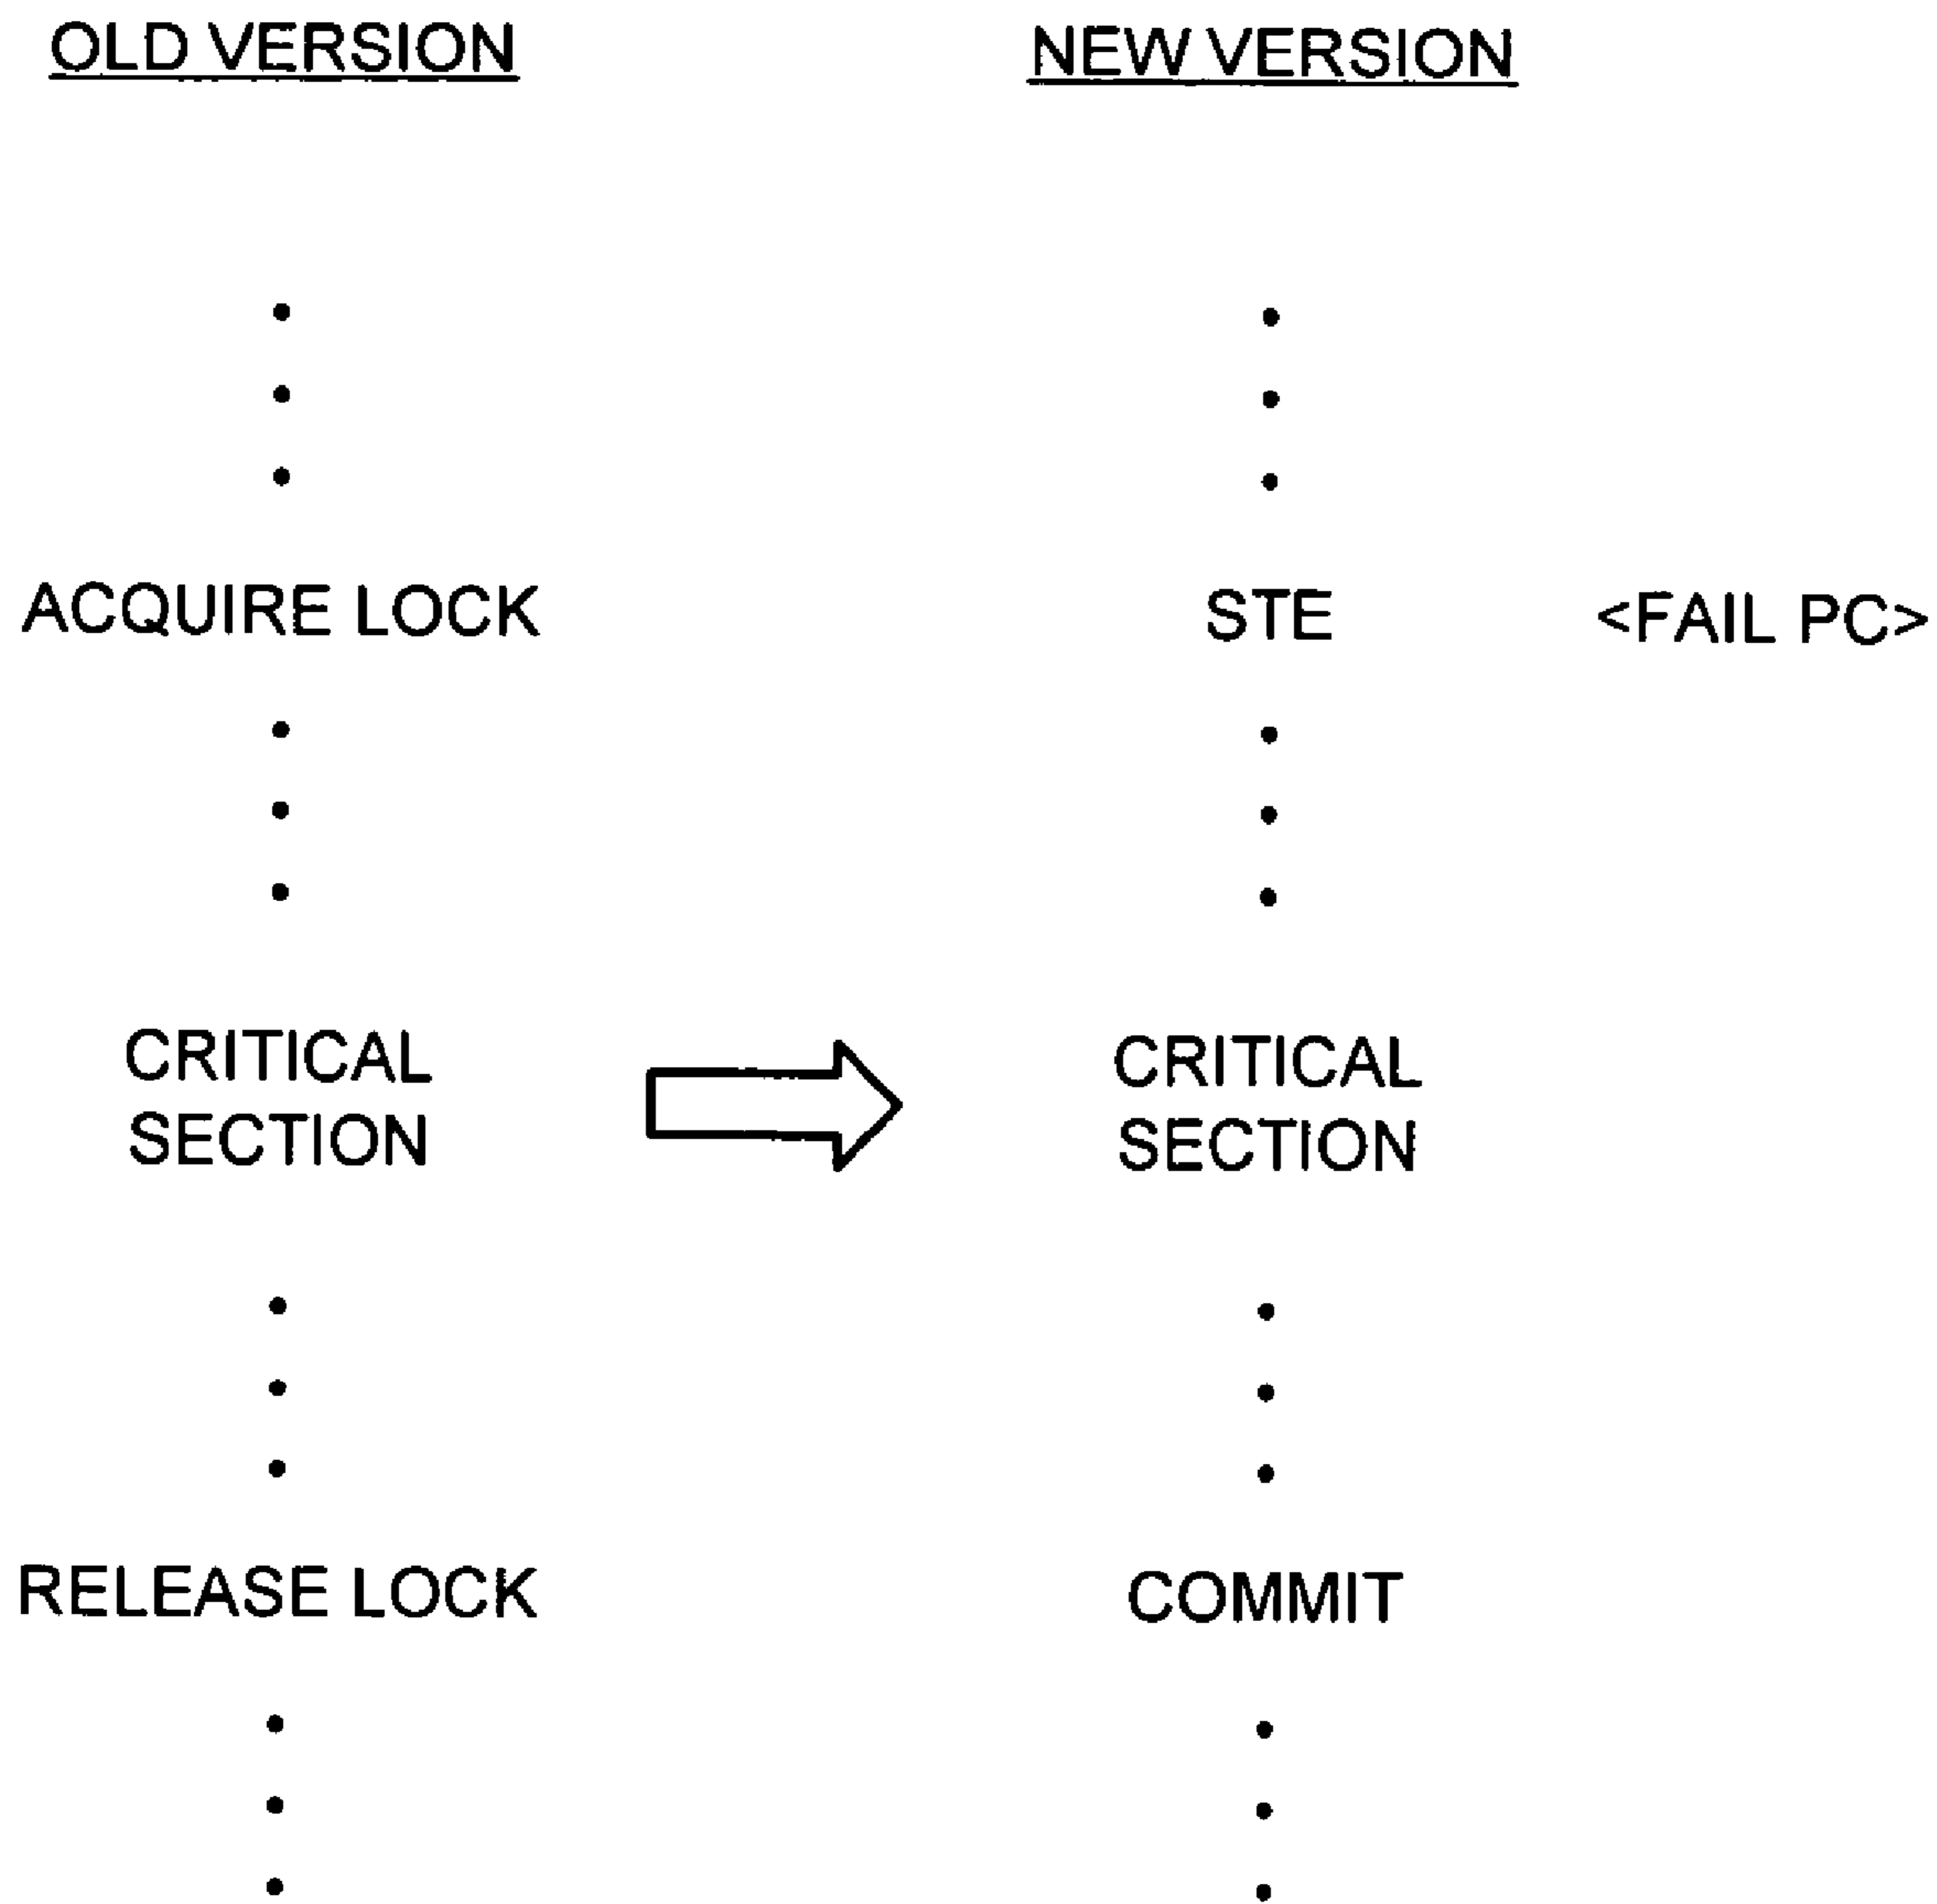 OLD VERSION
NEW VERSION
ACQUIRE LOCK
STE <FAIL PC>
CRITICAL
SECTION
CRITICAL
SECTION
RELEASE LOCK
COMMIT